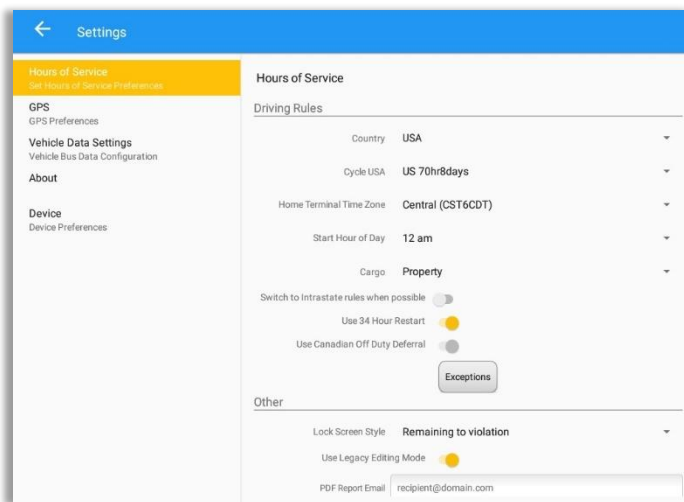 Settings
Hours of Service
Set Hours of Service Preferences
GPS
GPS Preferences
Vehicle Data Settings
Vehicle Bus Data Configuration
About
Device
Device Preferences
Hours of Service
Driving Rules
Country USA
Cycle USA US 70hr8days
Home Terminal Time Zone Central (CST6CDT)
Start Hour of Day 12 am
Cargo Property
Switch to Intrastate rules when possible
Use 34 Hour Restart
Use Canadian Off Duty Deferral
Exceptions
Other
Lock Screen Style Remaining to violation
Use Legacy Editing Mode
PDF Report Email recipient@domain.com